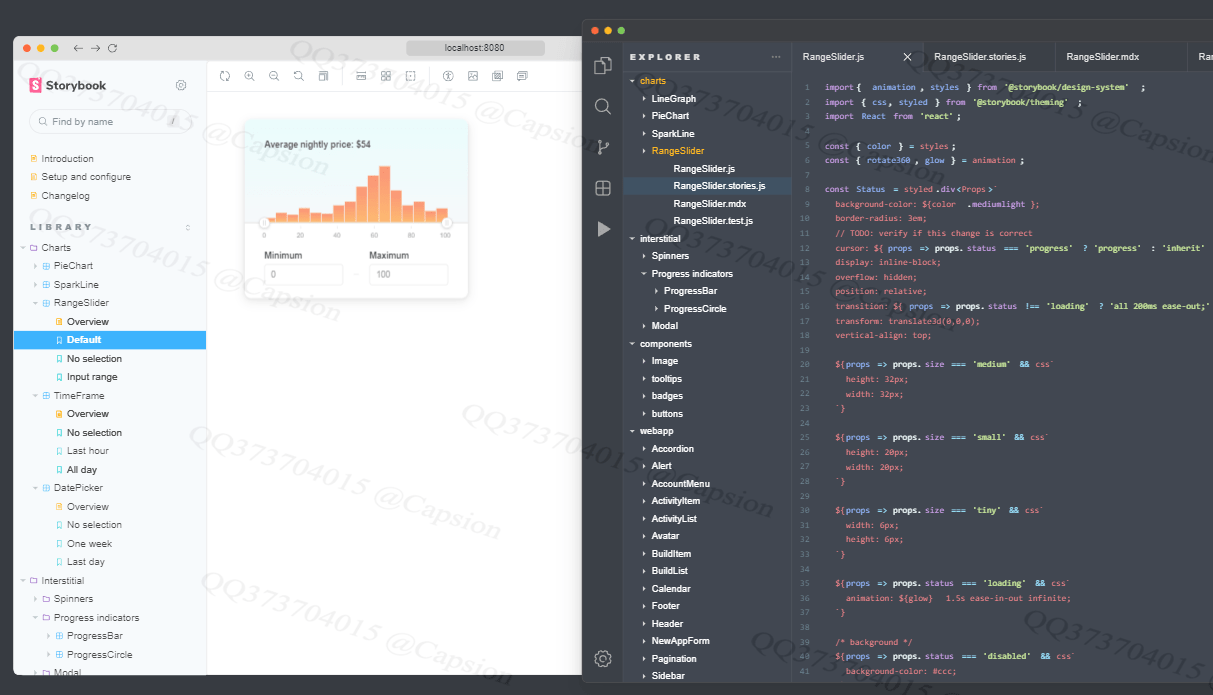 localhost:8080
Storybook
Find by name
/
Introduction
Setup and configure
Changelog
LIBRARY
Charts
PieChart
SparkLine
RangeSlider
Overview
Default
No selection
Input range
TimeFrame
Overview
No selection
Last hour
All day
DatePicker
Overview
No selection
One week
Last day
Interstitial
Spinners
Progress indicators
ProgressBar
ProgressCircle
Modal
Average nightly price: $54
0 20 40 60 80 100
Minimum Maximum
0 - 100
EXPLORER
charts
LineGraph
PieChart
SparkLine
RangeSlider
RangeSlider.js
RangeSlider.stories.js
RangeSlider.mdx
RangeSlider.test.js
interstitial
Spinners
Progress indicators
ProgressBar
ProgressCircle
Modal
components
Image
tooltips
badges
buttons
webapp
Accordion
Alert
AccountMenu
ActivityItem
ActivityList
Avatar
BuildItem
BuildList
Calendar
Footer
Header
NewAppForm
Pagination
Sidebar
RangeSlider.js RangeSlider.stories.js RangeSlider.mdx Ran
1 import { animation , styles } from '@storybook/design-system' ;
2 import { css, styled } from '@storybook/theming' ;
3 import React from 'react' ;
4
5 const { color } = styles ;
6 const { rotate360 , glow } = animation ;
7
8 const Status = styled .div<Props>`
9 background-color: ${color .mediumlight };
10 border-radius: 3em;
11 // TODO: verify if this change is correct
12 cursor: ${ props => props. status === 'progress' ? 'progress' : 'inherit'
13 display: inline-block;
14 overflow: hidden;
15 position: relative;
16 transition: ${ props => props. status !== 'loading' ? 'all 200ms ease-out;'
17 transform: translate3d(0,0,0);
18 vertical-align: top;
19
20 ${props => props. size === 'medium' && css`
21 height: 32px;
22 width: 32px;
23 `}
24
25 ${props => props. size === 'small' && css`
26 height: 20px;
27 width: 20px;
28 `}
29
30 ${props => props. size === 'tiny' && css`
31 width: 6px;
32 height: 6px;
33 `}
34
35 ${props => props. status === 'loading' && css`
36 animation: ${glow} 1.5s ease-in-out infinite;
37 `}
38
39 /* background */
40 ${props => props. status === 'disabled' && css`
41 background-color: #ccc;
QQ373704015 @Capsion